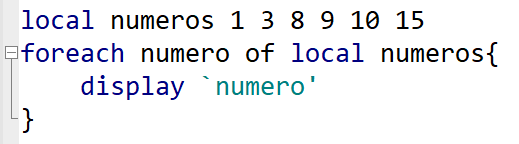 local numeros 1 3 8 9 10 15
foreach numero of local numeros{
    display `numero'
}